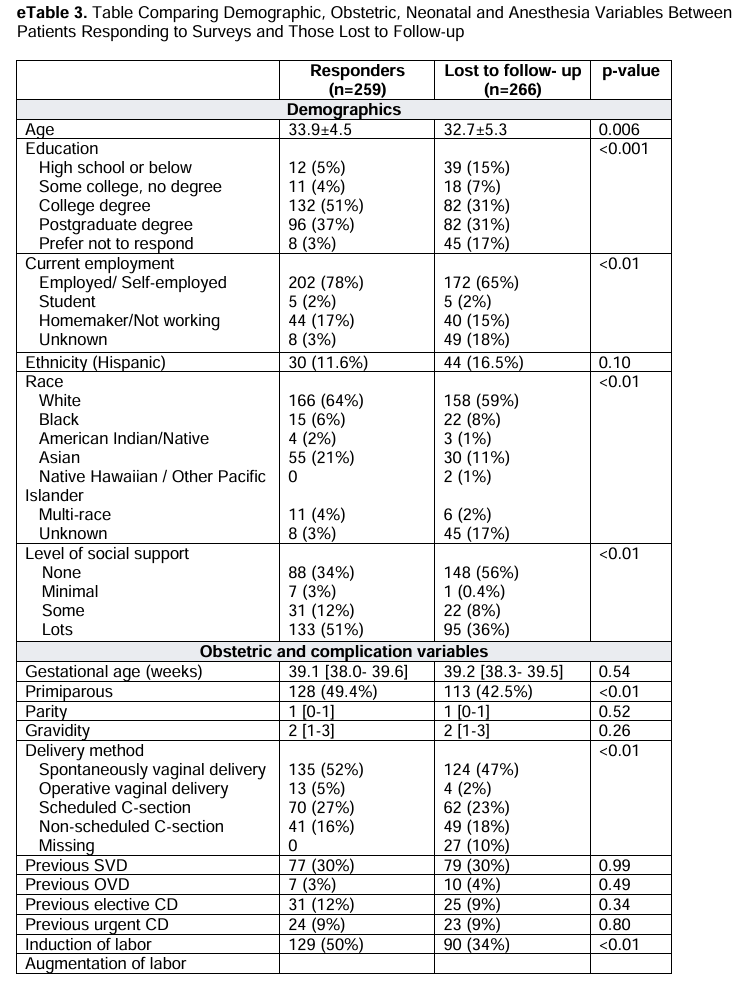 eTable 3. Table Comparing Demographic, Obstetric, Neonatal and Anesthesia Variables Between
Patients Responding to Surveys and Those Lost to Follow-up
Responders (n=259) Lost to follow- up (n=266) p-value
Demographics
Age 33.9±4.5 32.7±5.3 0.006
Education <0.001
High school or below 12 (5%) 39 (15%)
Some college, no degree 11 (4%) 18 (7%)
College degree 132 (51%) 82 (31%)
Postgraduate degree 96 (37%) 82 (31%)
Prefer not to respond 8 (3%) 45 (17%)
Current employment <0.01
Employed/ Self-employed 202 (78%) 172 (65%)
Student 5 (2%) 5 (2%)
Homemaker/Not working 44 (17%) 40 (15%)
Unknown 8 (3%) 49 (18%)
Ethnicity (Hispanic) 30 (11.6%) 44 (16.5%) 0.10
Race <0.01
White 166 (64%) 158 (59%)
Black 15 (6%) 22 (8%)
American Indian/Native 4 (2%) 3 (1%)
Asian 55 (21%) 30 (11%)
Native Hawaiian / Other Pacific 0 2 (1%)
Islander
Multi-race 11 (4%) 6 (2%)
Unknown 8 (3%) 45 (17%)
Level of social support <0.01
None 88 (34%) 148 (56%)
Minimal 7 (3%) 1 (0.4%)
Some 31 (12%) 22 (8%)
Lots 133 (51%) 95 (36%)
Obstetric and complication variables
Gestational age (weeks) 39.1 [38.0- 39.6] 39.2 [38.3- 39.5] 0.54
Primiparous 128 (49.4%) 113 (42.5%) <0.01
Parity 1 [0-1] 1 [0-1] 0.52
Gravidity 2 [1-3] 2 [1-3] 0.26
Delivery method <0.01
Spontaneously vaginal delivery 135 (52%) 124 (47%)
Operative vaginal delivery 13 (5%) 4 (2%)
Scheduled C-section 70 (27%) 62 (23%)
Non-scheduled C-section 41 (16%) 49 (18%)
Missing 0 27 (10%)
Previous SVD 77 (30%) 79 (30%) 0.99
Previous OVD 7 (3%) 10 (4%) 0.49
Previous elective CD 31 (12%) 25 (9%) 0.34
Previous urgent CD 24 (9%) 23 (9%) 0.80
Induction of labor 129 (50%) 90 (34%) <0.01
Augmentation of labor